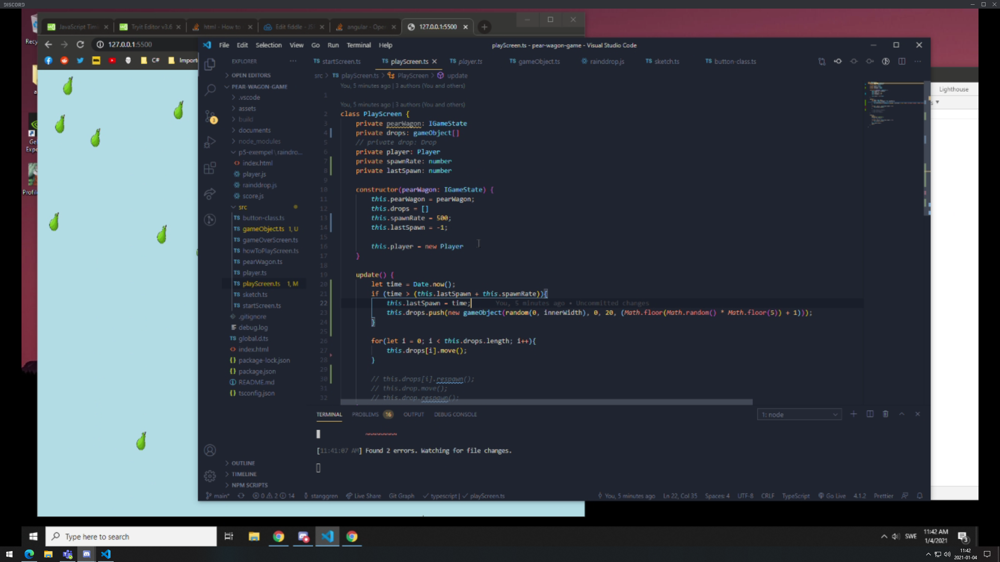 DISCORD
JavaScript Timi
Tryit Editor v3.6
html - How to
Edit fiddle - JSF
angular - Open
127.0.0.1:5500
127.0.0.1:5500
C#
Import
Recy
a
Ge
Expe
Profil
File Edit Selection View Go Run Terminal Help
playScreen.ts - pear-wagon-game - Visual Studio Code
EXPLORER
startScreen.ts
playScreen.ts
player.ts
gameObject.ts
rainddrop.js
sketch.ts
button-class.ts
OPEN EDITORS
PEAR-WAGON-GAME
.vscode
assets
build
documents
node_modules
p5-exempel\raindro...
index.html
player.js
rainddrop.js
score.js
src
TS button-class.ts
TS gameObject.ts 1, U
TS gameOverScreen.ts
TS howToPlayScreen.ts
TS pearWagon.ts
TS player.ts
TS playScreen.ts 1, M
TS sketch.ts
TS startScreen.ts
.gitignore
debug.log
TS global.d.ts
index.html
package-lock.json
package.json
README.md
tsconfig.json
OUTLINE
TIMELINE
NPM SCRIPTS
3
src > TS playScreen.ts > PlayScreen > update
You, 5 minutes ago | 3 authors (You and others)
1
You, 5 minutes ago | 3 authors (You and others)
2 class PlayScreen {
3 private pearWagon: IGameState
4 private drops: gameObject[]
5 // private drop: Drop
6 private player: Player
7 private spawnRate: number
8 private lastSpawn: number
9
10 constructor(pearWagon: IGameState) {
11 this.pearWagon = pearWagon;
12 this.drops = []
13 this.spawnRate = 500;
14 this.lastSpawn = -1;
15
16 this.player = new Player
17 }
18
19 update() {
20 let time = Date.now();
21 if (time > (this.lastSpawn + this.spawnRate)){
22 this.lastSpawn = time; You, 5 minutes ago • Uncommitted changes
23 this.drops.push(new gameObject(random(0, innerWidth), 0, 20, (Math.floor(Math.random() * Math.floor(5)) + 1)));
24 }
25
26 for(let i = 0; i < this.drops.length; i++){
27 this.drops[i].move();
28 }
29
30 // this.drops[i].respawn();
31 // this.drop.move();
32 // this.drop.respawn();
Lighthouse
TERMINAL PROBLEMS 16 OUTPUT DEBUG CONSOLE
1: node
~~~~~~~~~
[11:41:07 AM] Found 2 errors. Watching for file changes.
main* 0 2 14 stanggren Live Share Git Graph typescript | playScreen.ts
You, 5 minutes ago Ln 22, Col 35 Spaces: 4 UTF-8 CRLF TypeScript Go Live 4.1.2 Prettier
Type here to search
SWE
11:42 AM
1/4/2021
3
11:42
2021-01-04